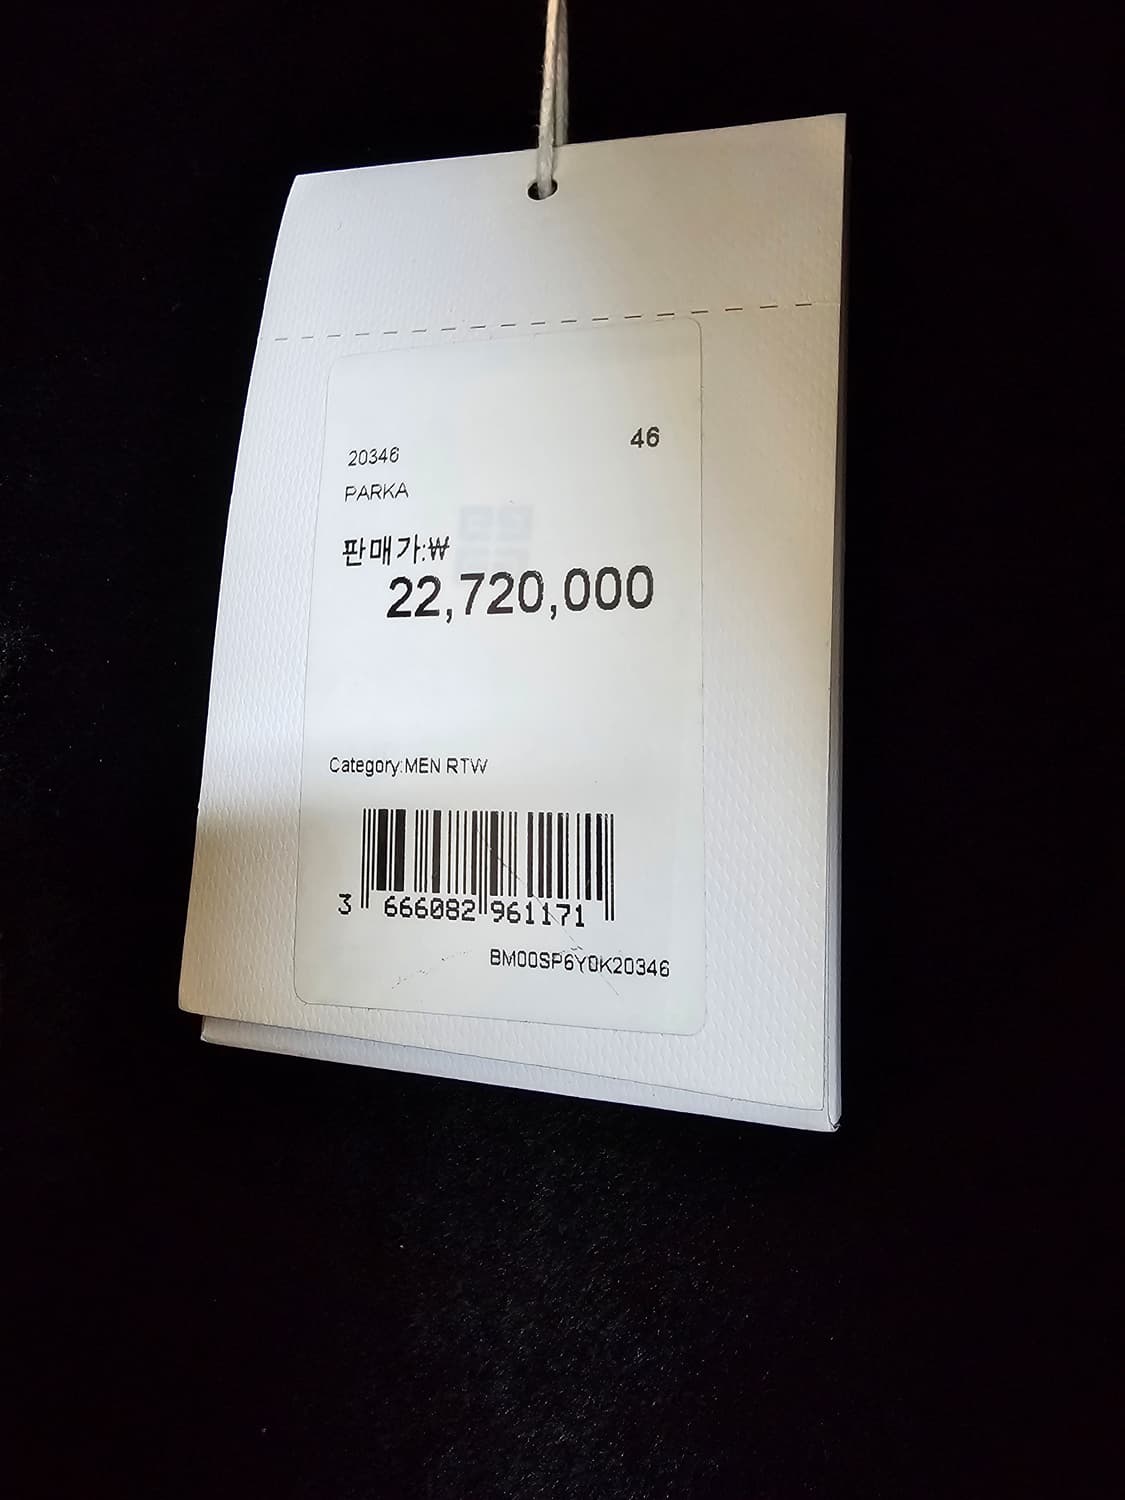 46
20346
PARKA
판매가:₩
22,720,000
Category:MEN RTW
3 666082 961171
BM00SP6Y0K20346